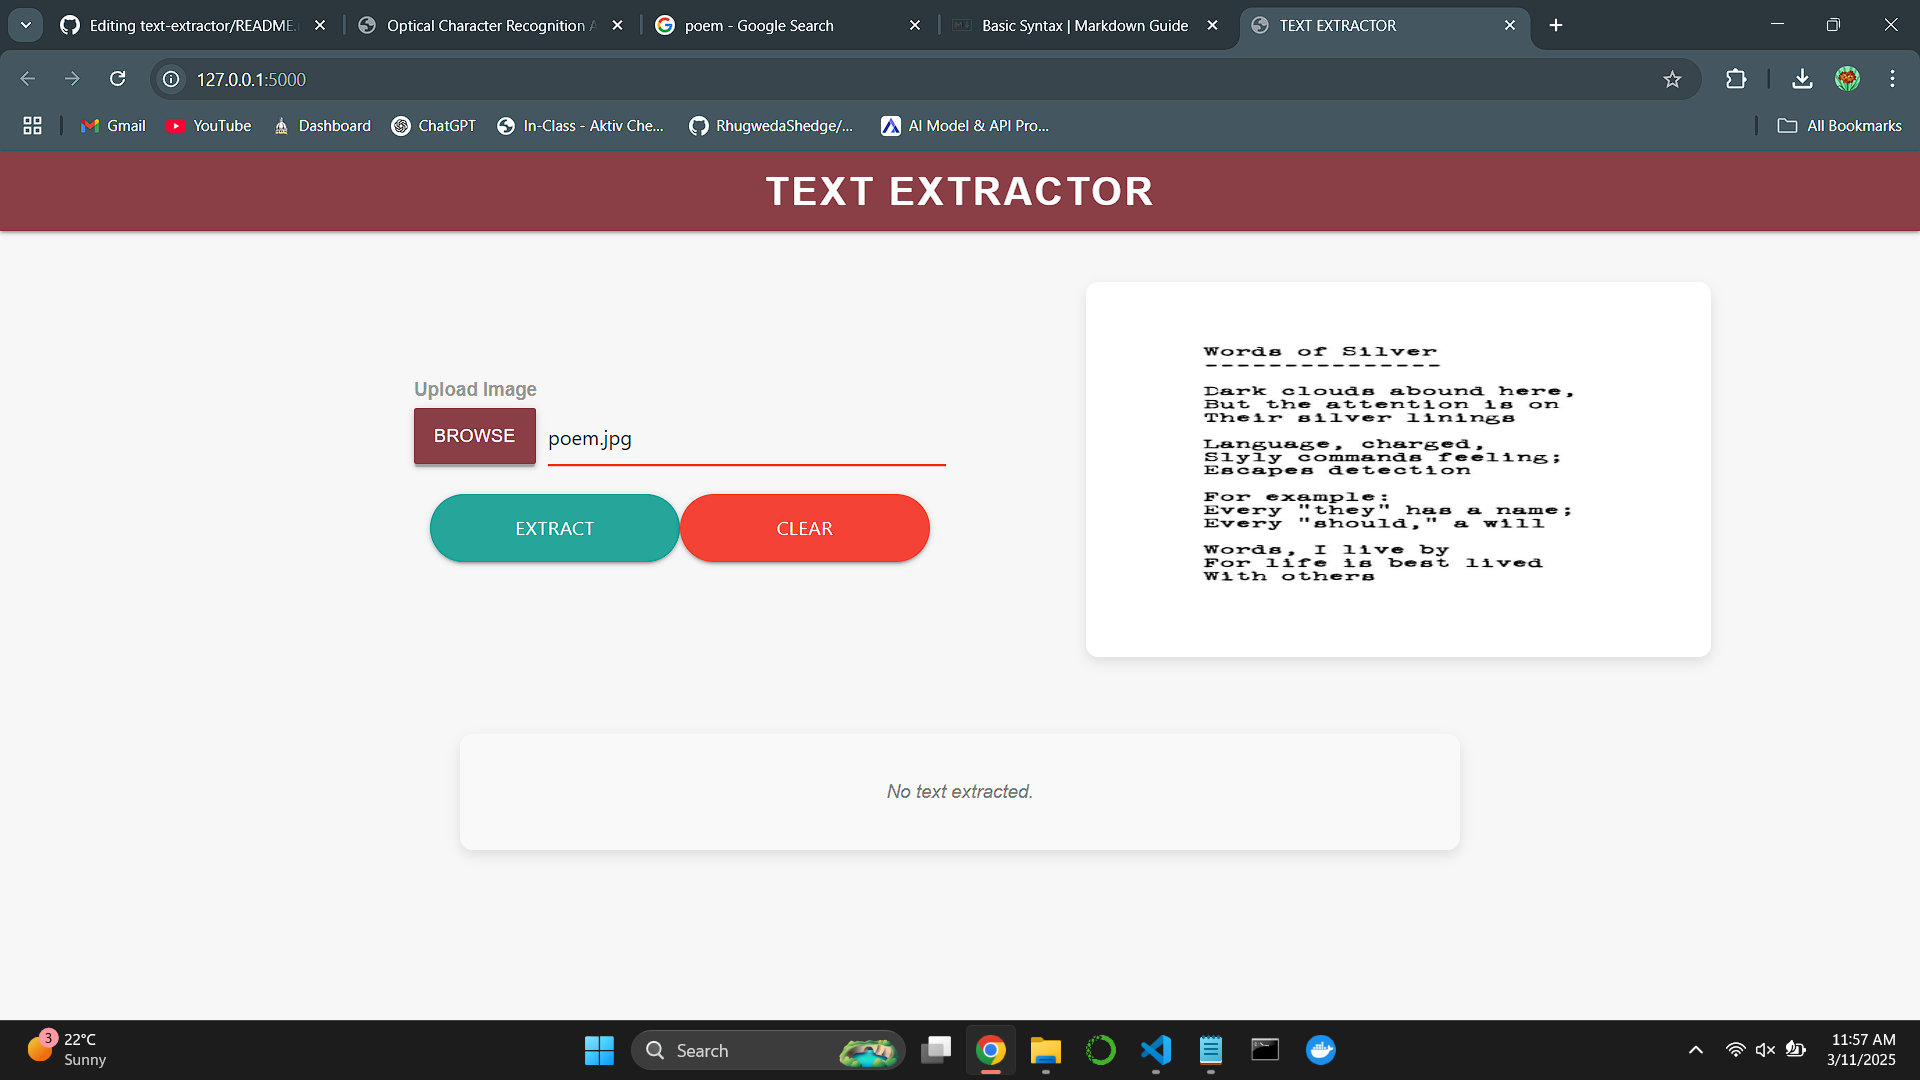 Editing text-extractor/README.
Optical Character Recognition A
poem - Google Search
Basic Syntax | Markdown Guide
TEXT EXTRACTOR
127.0.0.1:5000
Gmail
YouTube
Dashboard
ChatGPT
In-Class - Aktiv Che...
RhugwedaShedge/...
AI Model & API Pro...
All Bookmarks
TEXT EXTRACTOR
Upload Image
BROWSE
poem.jpg
EXTRACT
CLEAR
Words of Silver
---------------
Dark clouds abound here,
But the attention is on
Their silver linings
Language, charged,
Slyly commands feeling;
Escapes detection
For example:
Every "they" has a name;
Every "should," a will
Words, I live by
For life is best lived
With others
No text extracted.
3
22°C
Sunny
Search
11:57 AM
3/11/2025